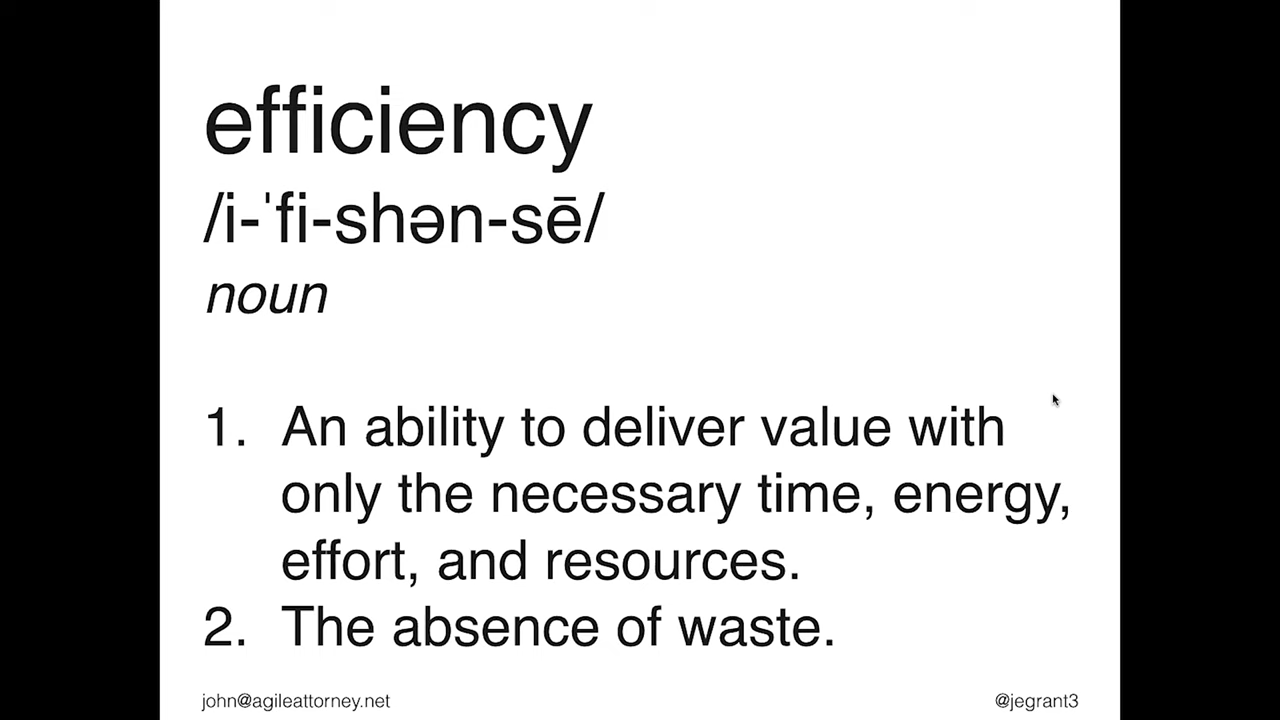 efficiency
/i-ˈfi-shən-sē/
noun
1. An ability to deliver value with
only the necessary time, energy,
effort, and resources.
2. The absence of waste.
john@agileattorney.net
@jegrant3